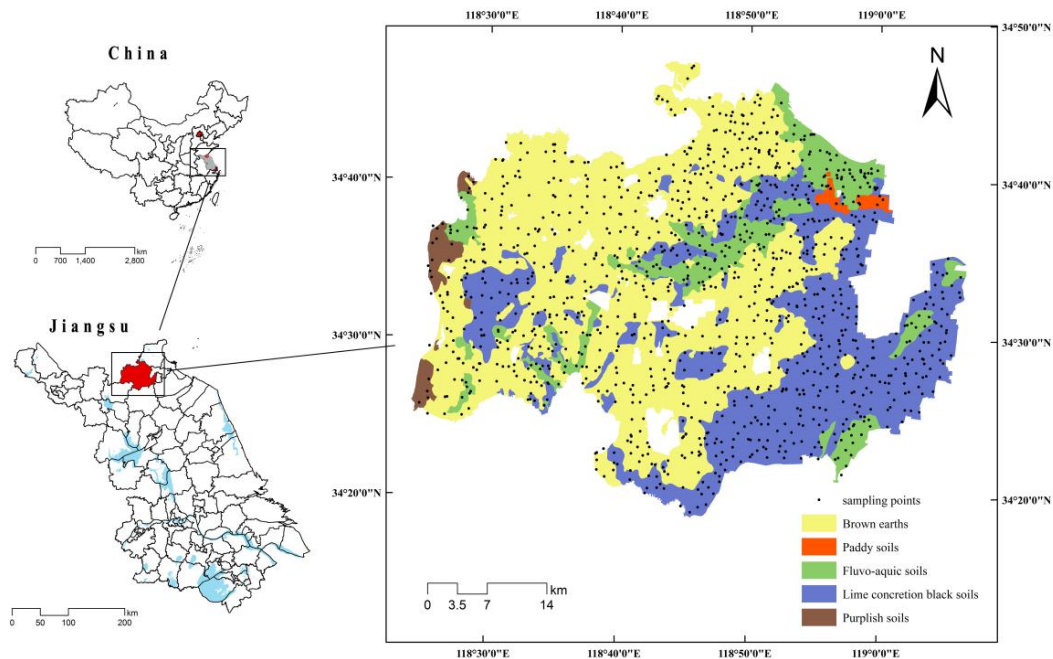 China
0 700 1,400 2,800
km
Jiangsu
0 50 100 200
km
118°30'0"E 118°40'0"E 118°50'0"E 119°0'0"E
34°50'0"N
34°40'0"N
34°40'0"N
34°30'0"N
34°30'0"N
34°20'0"N
34°20'0"N
N
sampling points
Brown earths
Paddy soils
Fluvo-aquic soils
Lime concretion black soils
Purplish soils
km
0 3.5 7 14
118°30'0"E 118°40'0"E 118°50'0"E 119°0'0"E